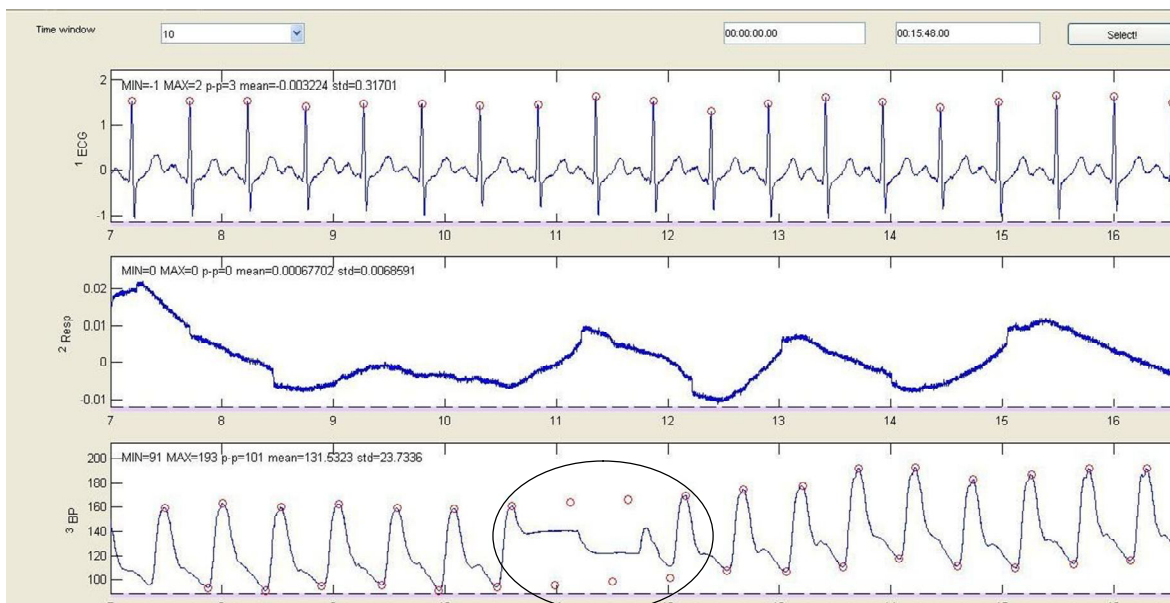 Time window 10 00:00:00.00 00:15:48.00 Select!
MIN=-1 MAX=2 p-p=3 mean=-0.003224 std=0.31701
2
1
0
-1
1 ECG
7 8 9 10 11 12 13 14 15 16
MIN=0 MAX=0 p-p=0 mean=0.00067702 std=0.0068591
0.02
0.01
0
-0.01
2 Resp
7 8 9 10 11 12 13 14 15 16
MIN=91 MAX=193 p-p=101 mean=131.5323 std=23.7336
200
180
160
140
120
100
3 BP